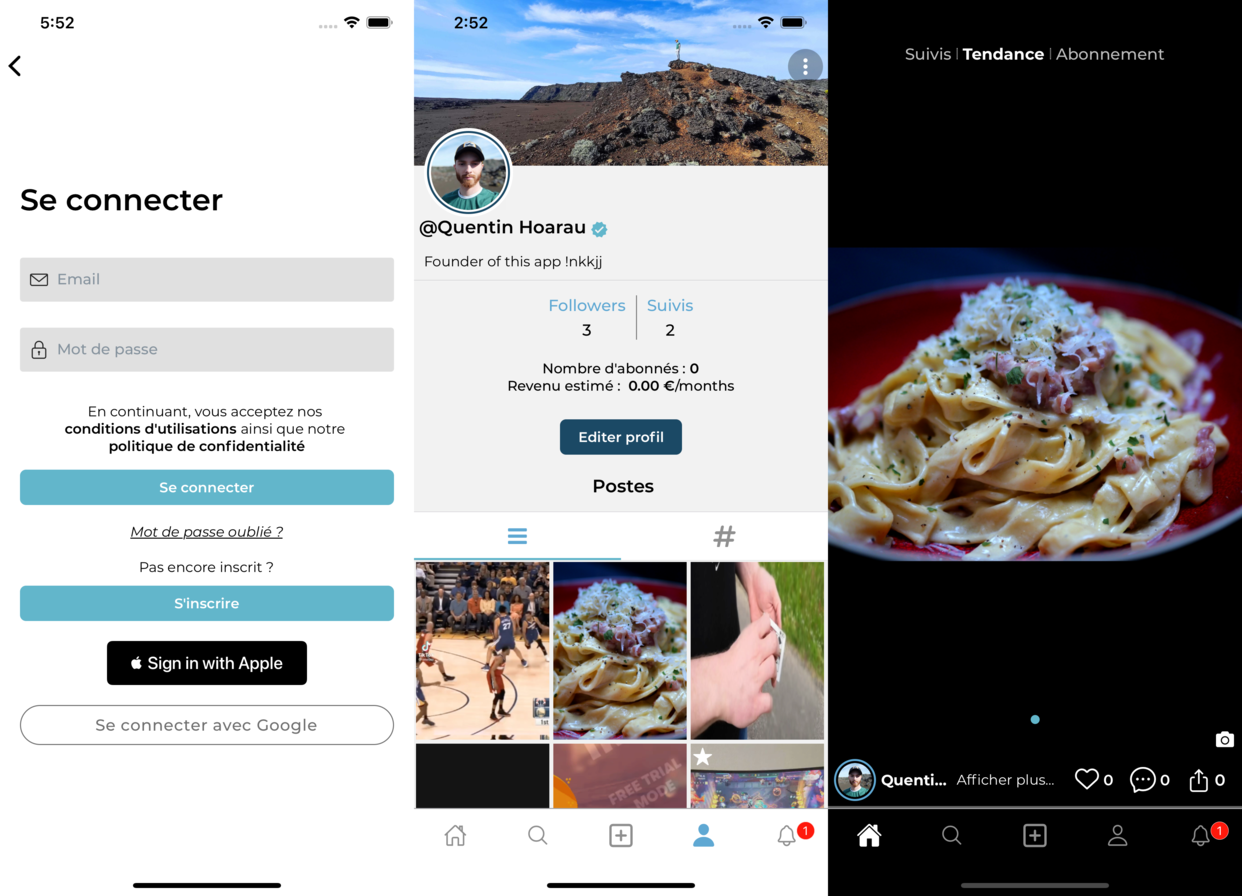 5:52
Se connecter
Email
Mot de passe
En continuant, vous acceptez nos
conditions d'utilisations ainsi que notre
politique de confidentialité
Se connecter
Mot de passe oublié ?
Pas encore inscrit ?
S'inscrire
Sign in with Apple
Se connecter avec Google
2:52
@Quentin Hoarau
Founder of this app !nkkjj
Followers
Suivis
3
2
Nombre d'abonnés : 0
Revenu estimé : 0.00 €/months
Editer profil
Postes
#
27
1st
FREE TRIAL
MODE
1
Suivis | Tendance | Abonnement
Quenti... Afficher plus... 0 0 0
1